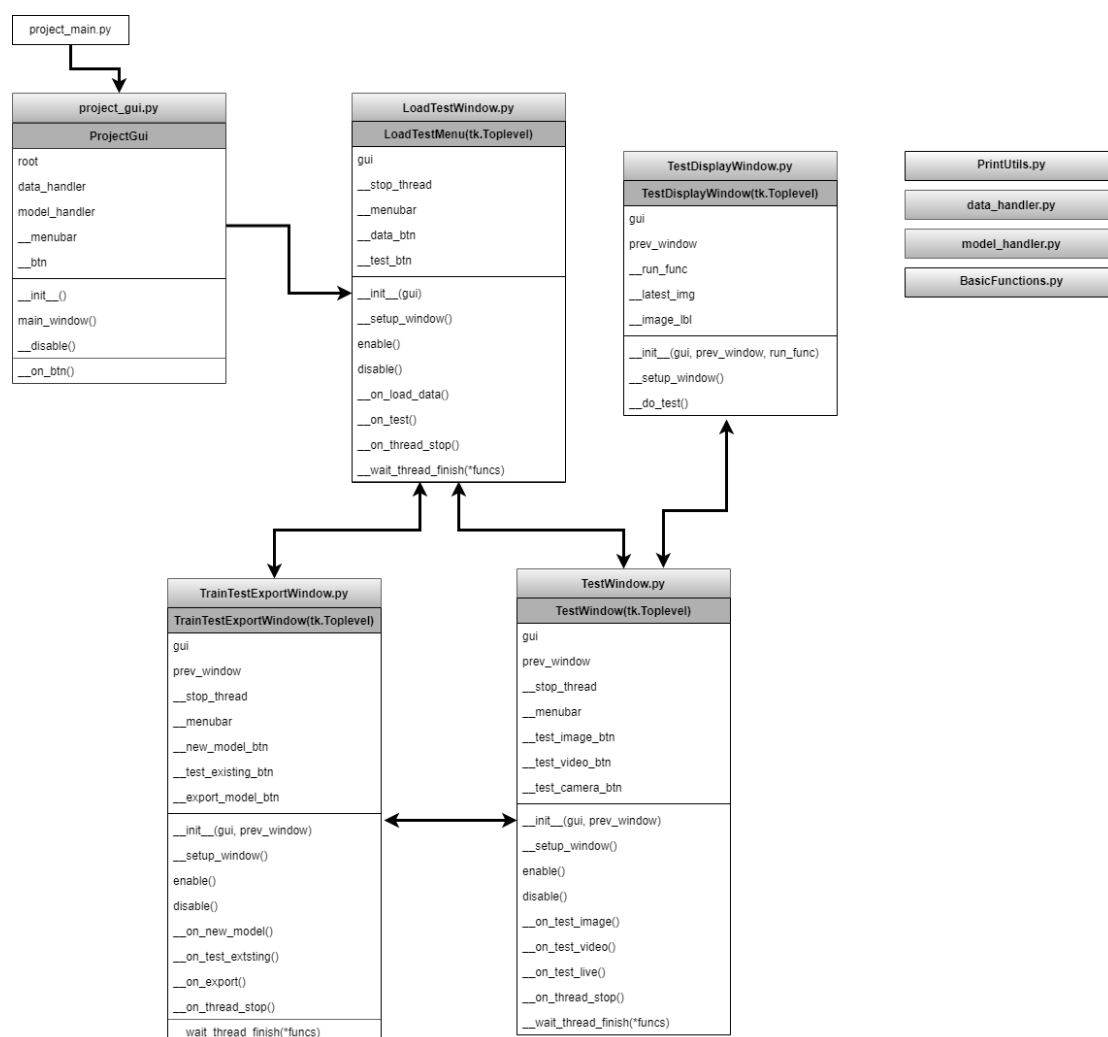 project_main.py
project_gui.py
ProjectGui
root
data_handler
model_handler
__menubar
__btn
__init__()
main_window()
__disable()
__on_btn()
LoadTestWindow.py
LoadTestMenu(tk.Toplevel)
gui
__stop_thread
__menubar
__data_btn
__test_btn
__init__(gui)
__setup_window()
enable()
disable()
__on_load_data()
__on_test()
__on_thread_stop()
__wait_thread_finish(*funcs)
TestDisplayWindow.py
TestDisplayWindow(tk.Toplevel)
gui
prev_window
__run_func
__latest_img
__image_lbl
__init__(gui, prev_window, run_func)
__setup_window()
__do_test()
PrintUtils.py
data_handler.py
model_handler.py
BasicFunctions.py
TrainTestExportWindow.py
TrainTestExportWindow(tk.Toplevel)
gui
prev_window
__stop_thread
__menubar
__new_model_btn
__test_existing_btn
__export_model_btn
__init__(gui, prev_window)
__setup_window()
enable()
disable()
__on_new_model()
__on_test_extsting()
__on_export()
__on_thread_stop()
__wait_thread_finish(*funcs)
TestWindow.py
TestWindow(tk.Toplevel)
gui
prev_window
__stop_thread
__menubar
__test_image_btn
__test_video_btn
__test_camera_btn
__init__(gui, prev_window)
__setup_window()
enable()
disable()
__on_test_image()
__on_test_video()
__on_test_live()
__on_thread_stop()
__wait_thread_finish(*funcs)